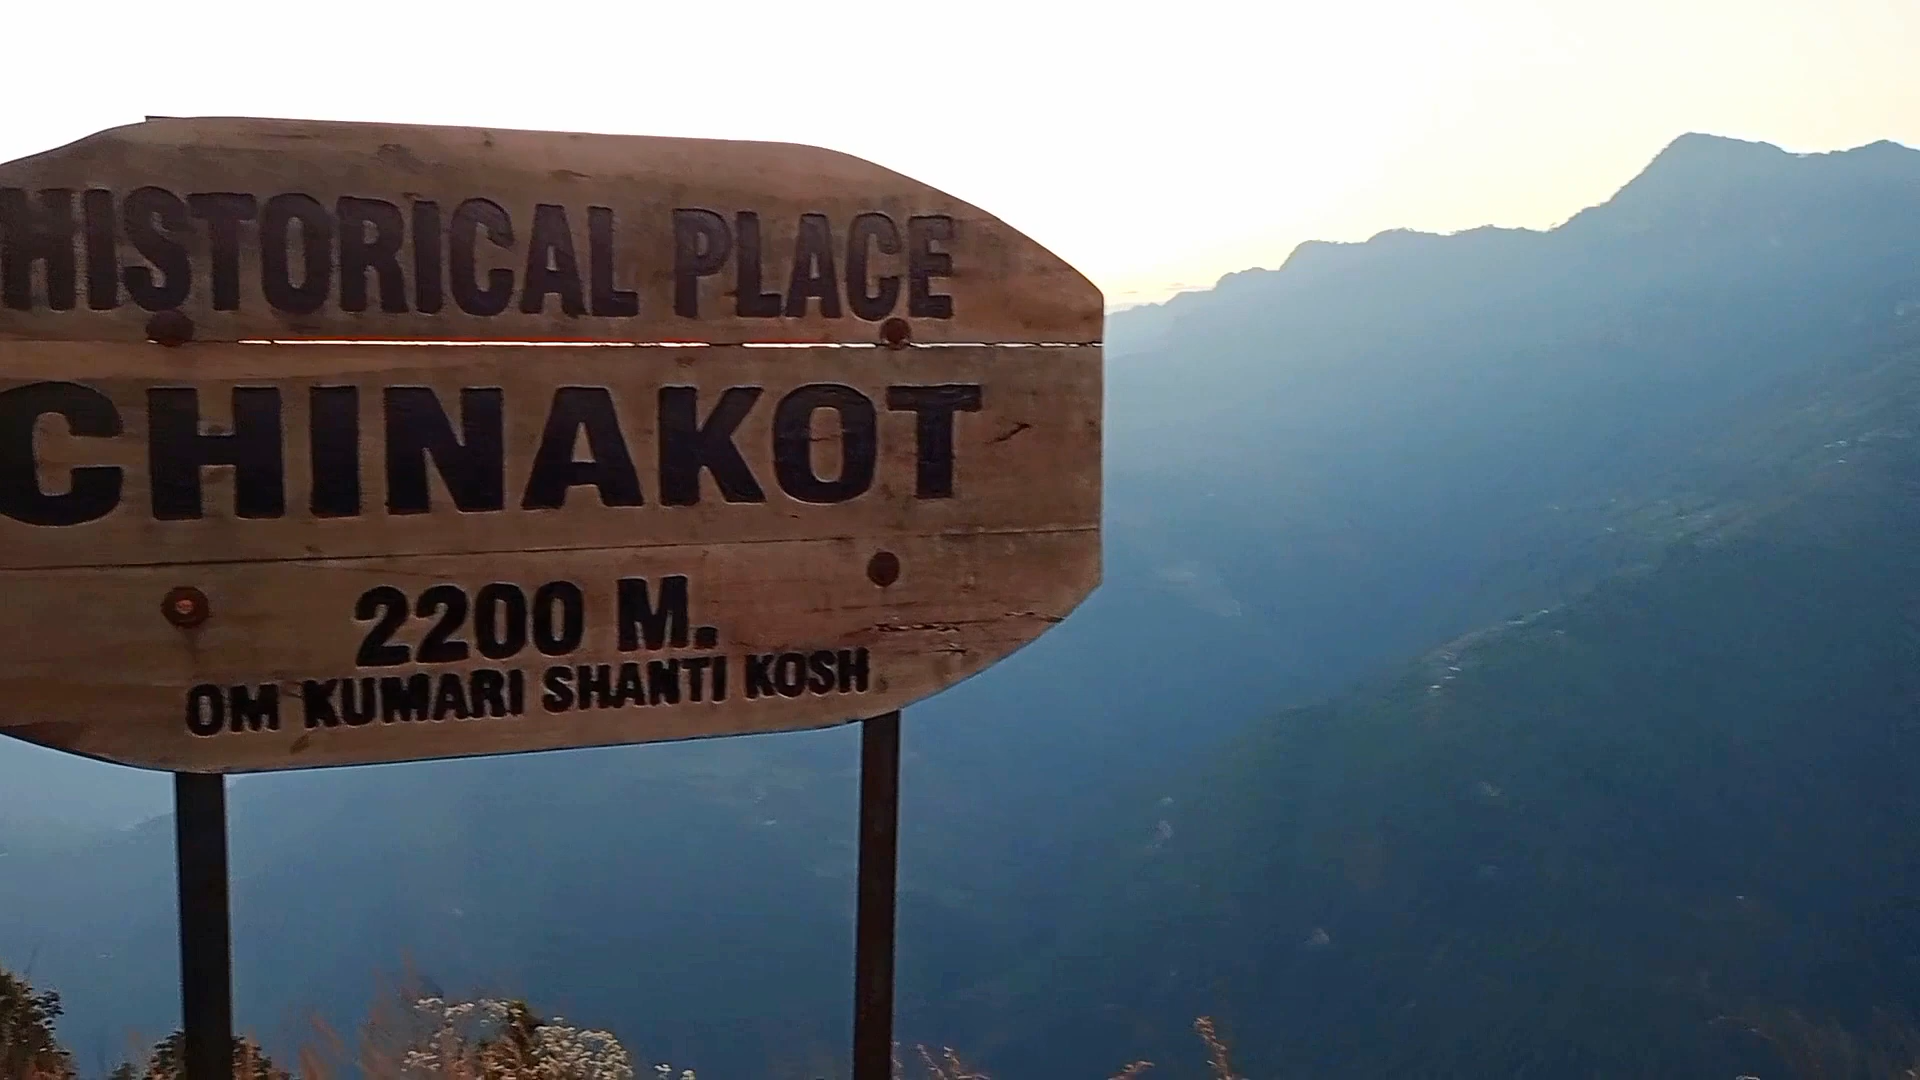 HISTORICAL PLACE
CHINAKOT
2200 M.
OM KUMARI SHANTI KOSH